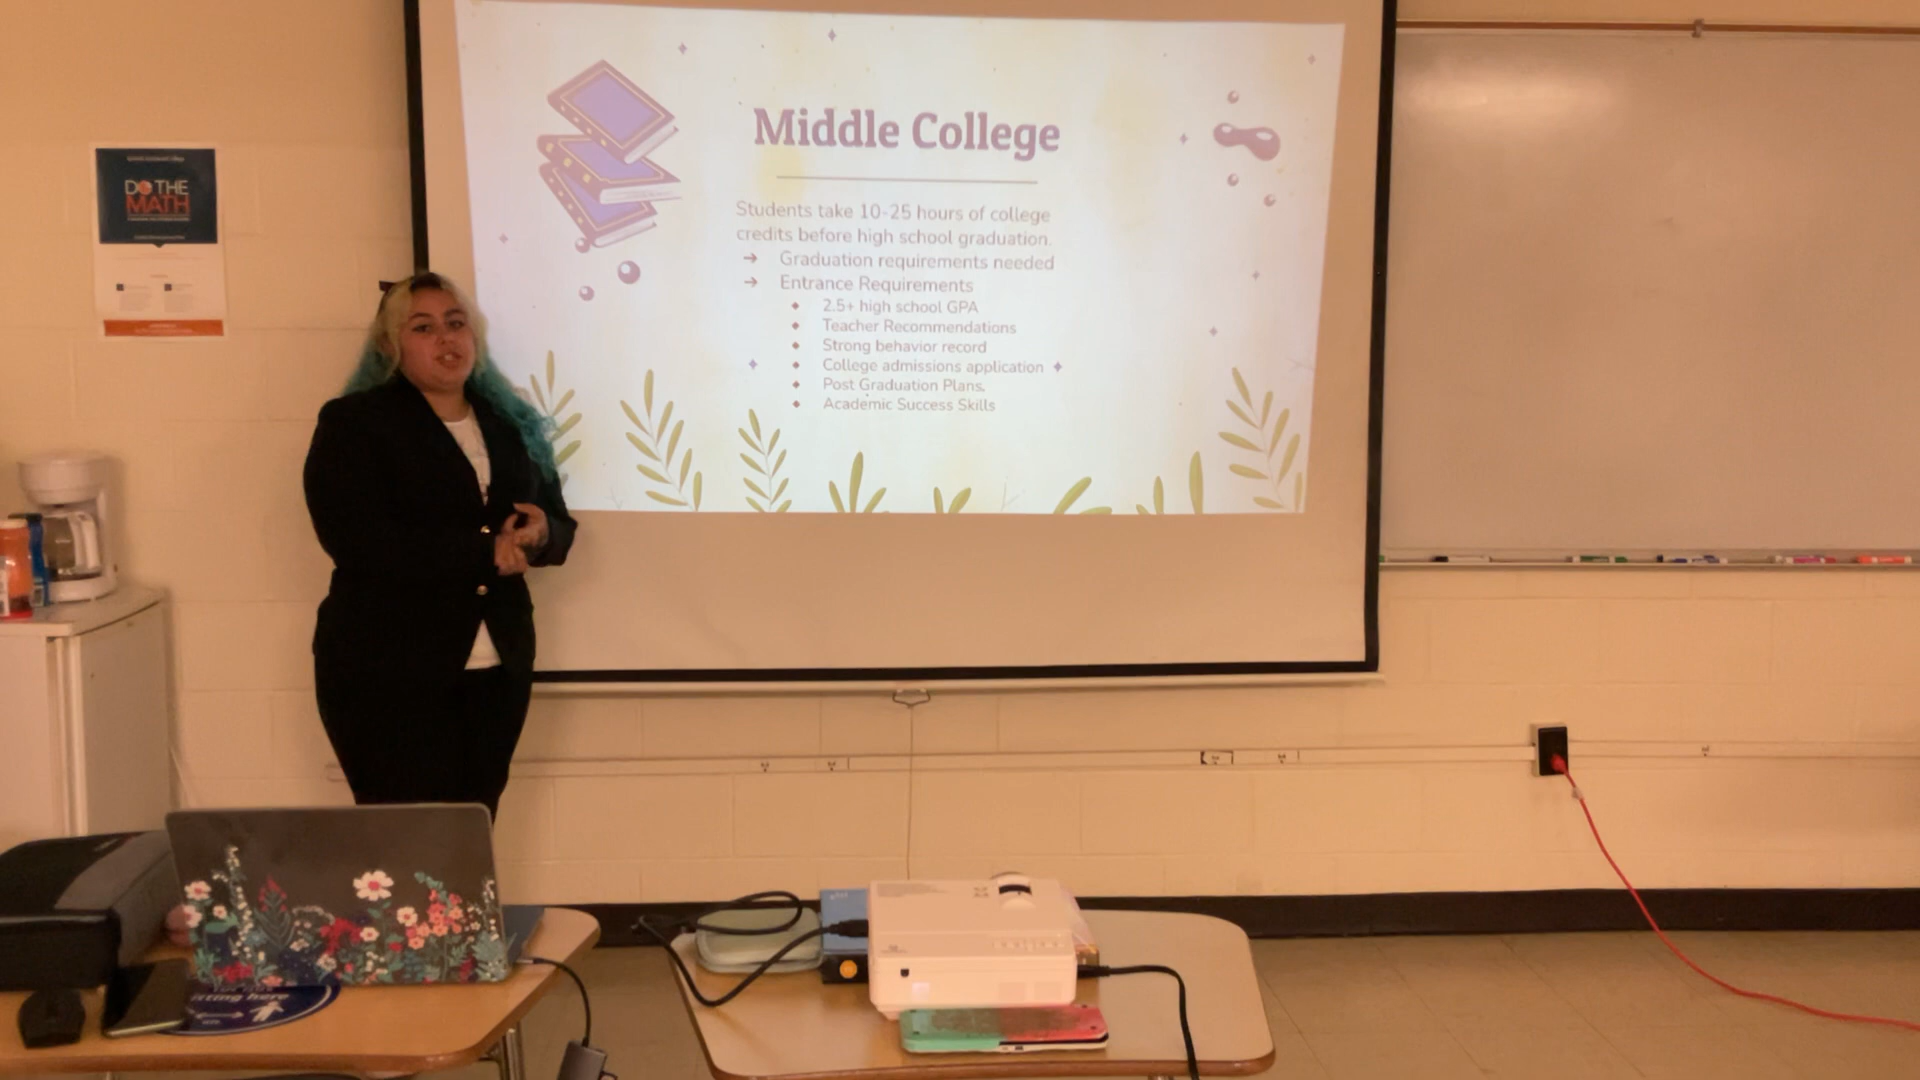 Middle College
Students take 10-25 hours of college
credits before high school graduation.
→ Graduation requirements needed
→ Entrance Requirements
◆ 2.5+ high school GPA
◆ Teacher Recommendations
◆ Strong behavior record
◆ College admissions application
◆ Post Graduation Plans,
◆ Academic Success Skills
DO THE
MATH
itting here